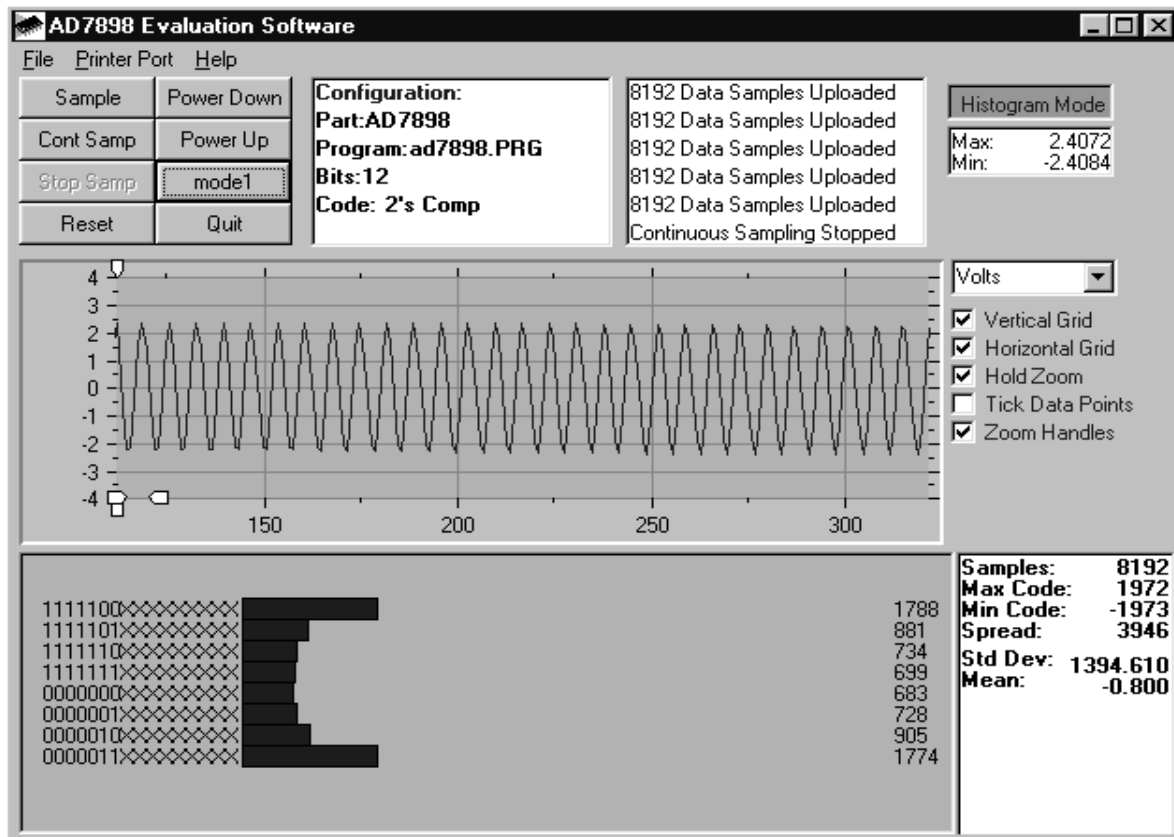 AD7898 Evaluation Software
File Printer Port Help
Sample Power Down
Cont Samp Power Up
Stop Samp mode1
Reset Quit
Configuration:
Part:AD7898
Program:ad7898.PRG
Bits:12
Code: 2's Comp
8192 Data Samples Uploaded
8192 Data Samples Uploaded
8192 Data Samples Uploaded
8192 Data Samples Uploaded
8192 Data Samples Uploaded
Continuous Sampling Stopped
Histogram Mode
Max: 2.4072
Min: -2.4084
4
3
2
1
0
-1
-2
-3
-4
150 200 250 300
Volts
Vertical Grid
Horizontal Grid
Hold Zoom
Tick Data Points
Zoom Handles
1111100XXXXXXXXX 1788
1111101XXXXXXXXX 881
1111110XXXXXXXXX 734
1111111XXXXXXXXX 699
0000000XXXXXXXXX 683
0000001XXXXXXXXX 728
0000010XXXXXXXXX 905
0000011XXXXXXXXX 1774
Samples: 8192
Max Code: 1972
Min Code: -1973
Spread: 3946
Std Dev: 1394.610
Mean: -0.800